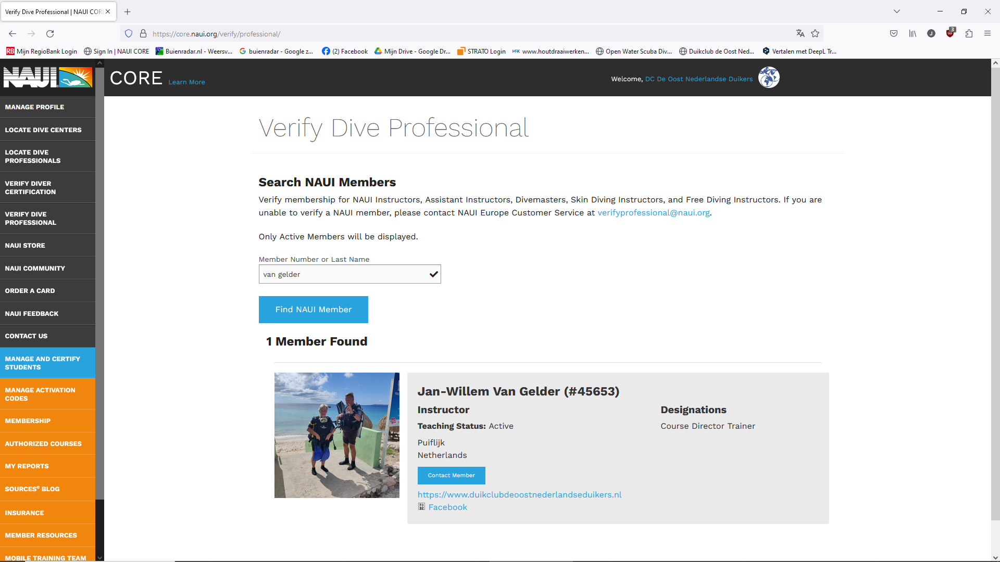 Verify Dive Professional | NAUI COR
https://core.naui.org/verify/professional/
3
J
RB Mijn RegioBank Login
Sign In | NAUI CORE
Buienradar.nl - Weersv...
buienradar - Google z...
(2) Facebook
Mijn Drive - Google Dr...
STRATO Login
www.houtdraaiwerken...
Open Water Scuba Div...
Duikclub de Oost Ned...
Vertalen met DeepL Tr...
NAUI
CORE Learn More
Welcome, DC De Oost Nederlandse Duikers
MANAGE PROFILE
LOCATE DIVE CENTERS
LOCATE DIVE
PROFESSIONALS
VERIFY DIVER
CERTIFICATION
VERIFY DIVE
PROFESSIONAL
NAUI STORE
NAUI COMMUNITY
ORDER A CARD
NAUI FEEDBACK
CONTACT US
MANAGE AND CERTIFY
STUDENTS
MANAGE ACTIVATION
CODES
MEMBERSHIP
AUTHORIZED COURSES
MY REPORTS
SOURCES® BLOG
INSURANCE
MEMBER RESOURCES
MOBILE TRAINING TEAM
Verify Dive Professional
Search NAUI Members
Verify membership for NAUI Instructors, Assistant Instructors, Divemasters, Skin Diving Instructors, and Free Diving Instructors. If you are
unable to verify a NAUI member, please contact NAUI Europe Customer Service at verifyprofessional@naui.org.
Only Active Members will be displayed.
Member Number or Last Name
van gelder
Find NAUI Member
1 Member Found
Jan-Willem Van Gelder (#45653)
Instructor
Teaching Status: Active
Puiflijk
Netherlands
Contact Member
https://www.duikclubdeoostnederlandseduikers.nl
Facebook
Designations
Course Director Trainer